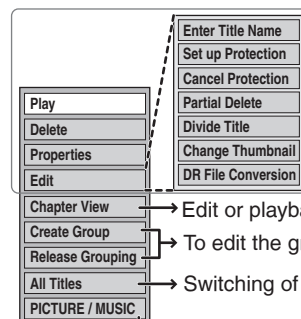 Enter Title Name
Set up Protection
Cancel Protection
Partial Delete
Divide Title
Change Thumbnail
DR File Conversion
Play
Delete
Properties
Edit
Chapter View
Create Group
Release Grouping
All Titles
PICTURE / MUSIC
Edit or
To edit the
Switching of